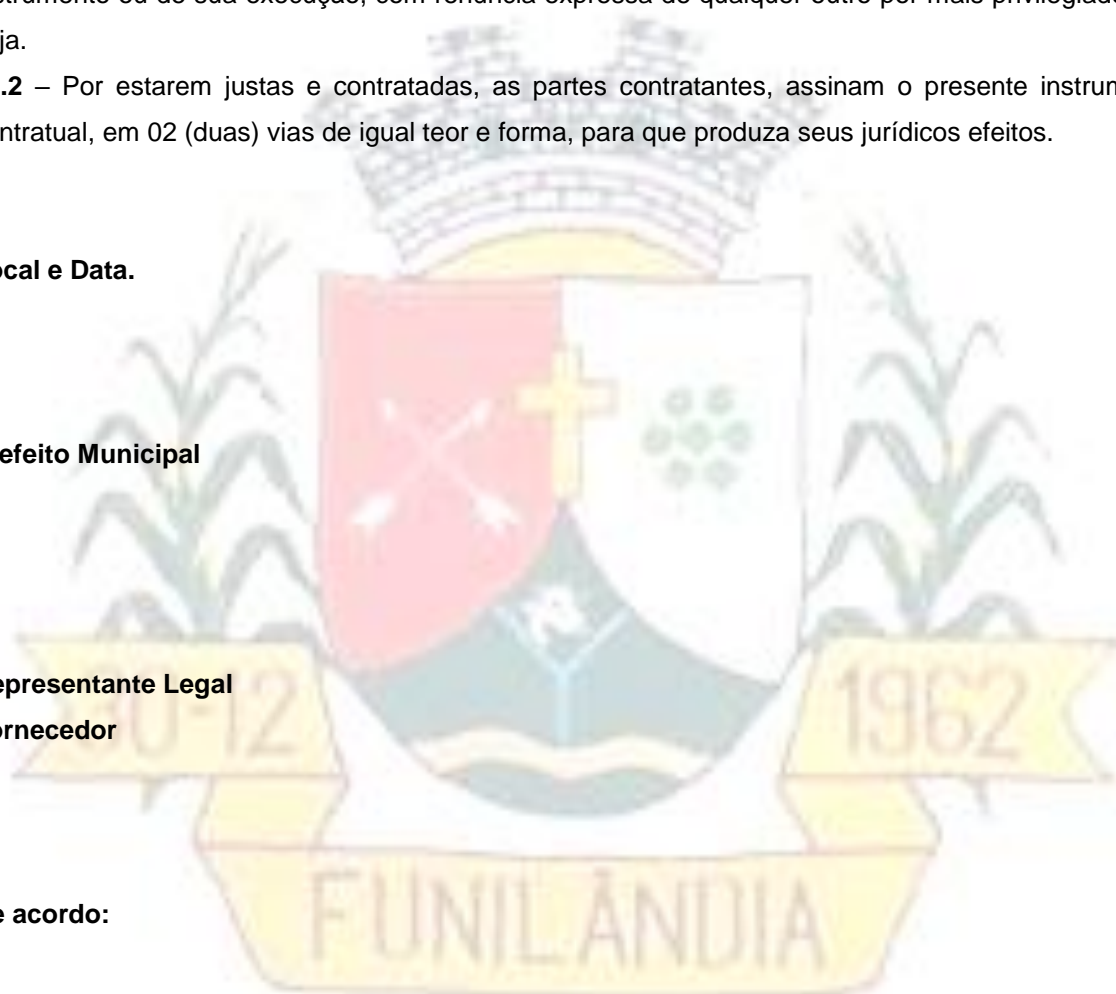 strumento ou de sua execução, com renúncia expressa de qualquer outro por mais privilegiado
ja.
.2 – Por estarem justas e contratadas, as partes contratantes, assinam o presente instrum
ntratual, em 02 (duas) vias de igual teor e forma, para que produza seus jurídicos efeitos.
ocal e Data.
efeito Municipal
epresentante Legal
ornecedor
30-12 1962
e acordo:
FUNILÂNDIA